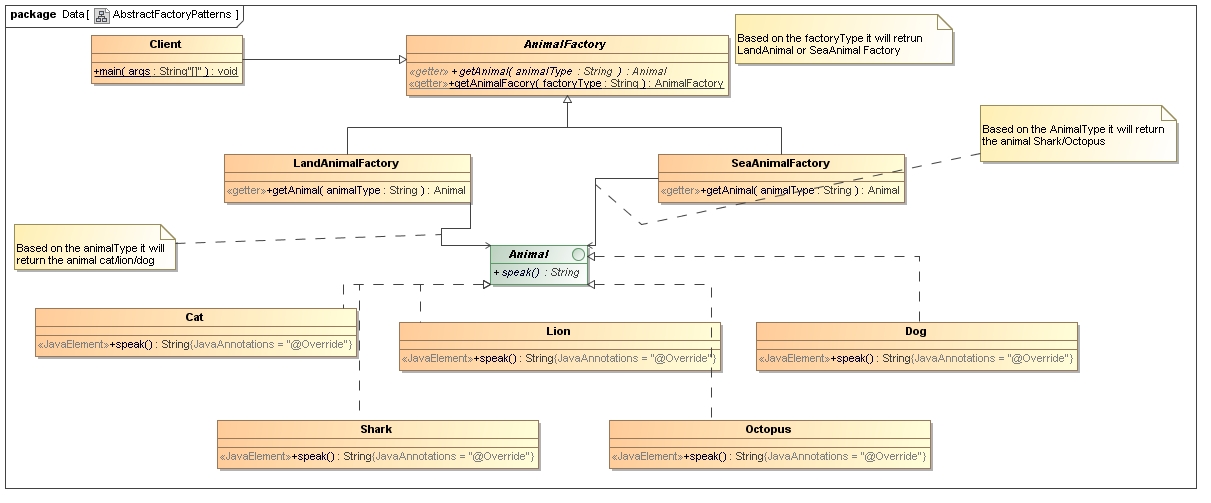 package Data[ AbstractFactoryPatterns ]
Client
+main( args : String"[]" ) : void
AnimalFactory
«getter» + getAnimal( animalType : String ) : Animal
«getter»+getAnimalFacory( factoryType : String ) : AnimalFactory
Based on the factoryType it will retrun
LandAnimal or SeaAnimal Factory
Based on the AnimalType it will return
the animal Shark/Octopus
LandAnimalFactory
«getter»+getAnimal( animalType : String ) : Animal
SeaAnimalFactory
«getter»+getAnimal( animalType : String ) : Animal
Based on the animalType it will
return the animal cat/lion/dog
Animal
+ speak() : String
Cat
«JavaElement»+speak() : String{JavaAnnotations = "@Override"}
Lion
«JavaElement»+speak() : String{JavaAnnotations = "@Override"}
Dog
«JavaElement»+speak() : String{JavaAnnotations = "@Override"}
Shark
«JavaElement»+speak() : String{JavaAnnotations = "@Override"}
Octopus
«JavaElement»+speak() : String{JavaAnnotations = "@Override"}